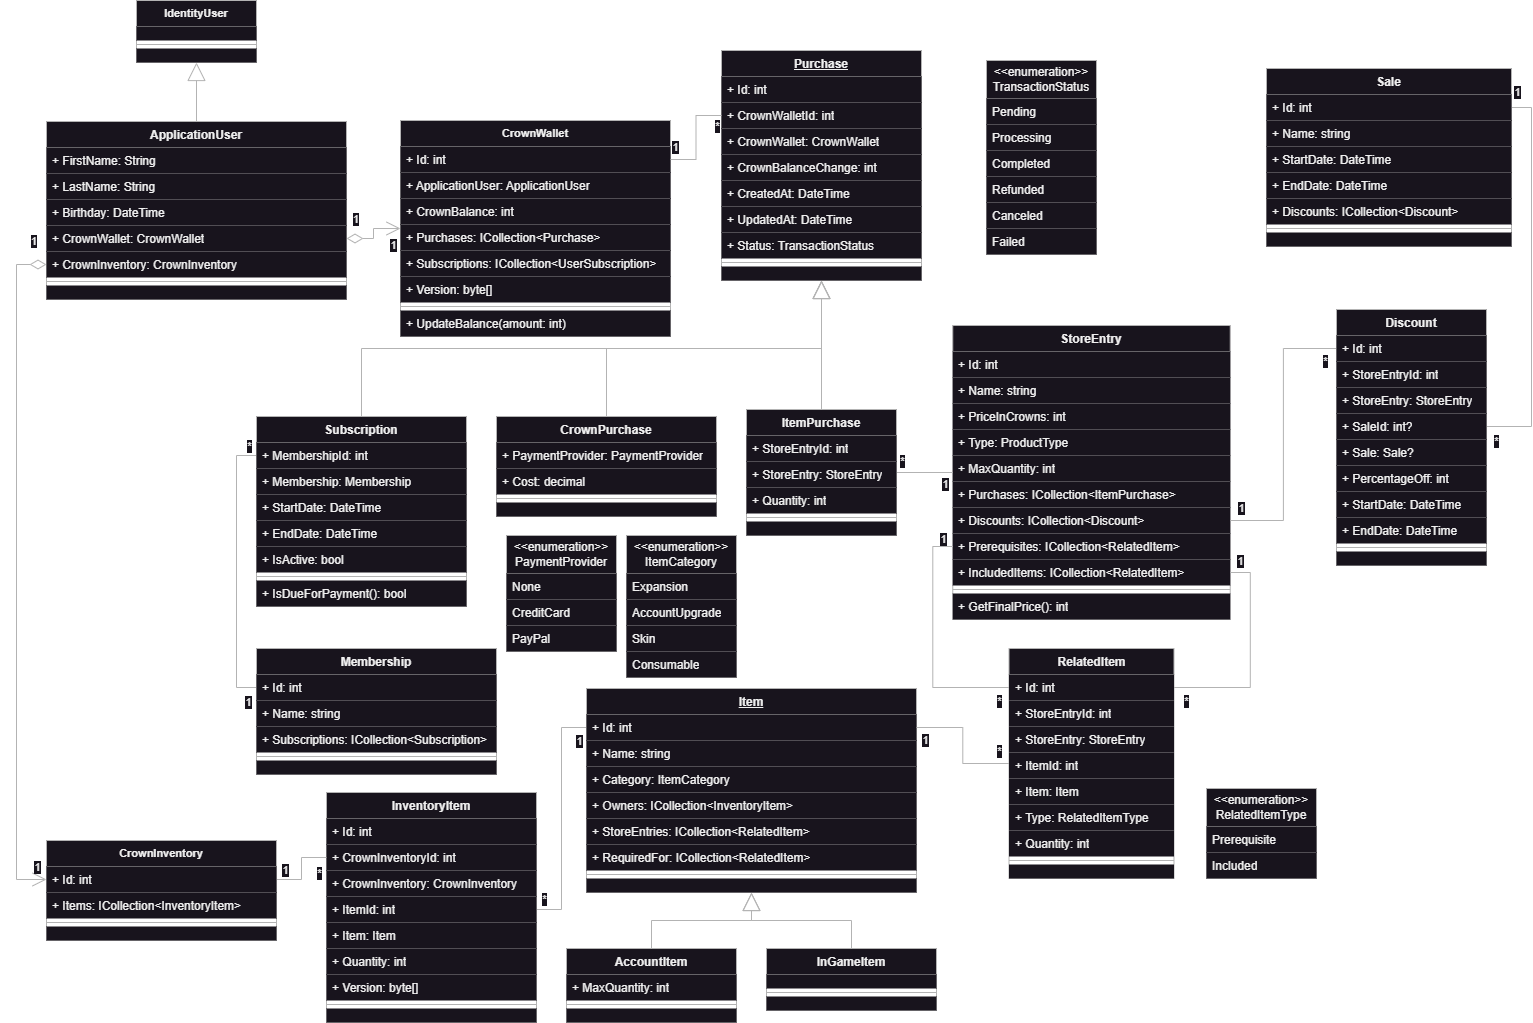 IdentityUser
ApplicationUser
+ FirstName: String
+ LastName: String
+ Birthday: DateTime
+ CrownWallet: CrownWallet
+ CrownInventory: CrownInventory
1
1
1
CrownWallet
+ Id: int
+ ApplicationUser: ApplicationUser
+ CrownBalance: int
+ Purchases: ICollection<Purchase>
+ Subscriptions: ICollection<UserSubscription>
+ Version: byte[]
+ UpdateBalance(amount: int)
1
*
Purchase
+ Id: int
+ CrownWalletId: int
+ CrownWallet: CrownWallet
+ CrownBalanceChange: int
+ CreatedAt: DateTime
+ UpdatedAt: DateTime
+ Status: TransactionStatus
<<enumeration>>
TransactionStatus
Pending
Processing
Completed
Refunded
Canceled
Failed
Sale
+ Id: int
+ Name: string
+ StartDate: DateTime
+ EndDate: DateTime
+ Discounts: ICollection<Discount>
1
Discount
+ Id: int
+ StoreEntryId: int
+ StoreEntry: StoreEntry
+ SaleId: int?
+ Sale: Sale?
+ PercentageOff: int
+ StartDate: DateTime
+ EndDate: DateTime
*
*
StoreEntry
+ Id: int
+ Name: string
+ PriceInCrowns: int
+ Type: ProductType
+ MaxQuantity: int
+ Purchases: ICollection<ItemPurchase>
+ Discounts: ICollection<Discount>
+ Prerequisites: ICollection<RelatedItem>
+ IncludedItems: ICollection<RelatedItem>
+ GetFinalPrice(): int
1
1
1
1
Subscription
+ MembershipId: int
+ Membership: Membership
+ StartDate: DateTime
+ EndDate: DateTime
+ IsActive: bool
+ IsDueForPayment(): bool
*
CrownPurchase
+ PaymentProvider: PaymentProvider
+ Cost: decimal
ItemPurchase
+ StoreEntryId: int
+ StoreEntry: StoreEntry
+ Quantity: int
*
<<enumeration>>
PaymentProvider
None
CreditCard
PayPal
<<enumeration>>
ItemCategory
Expansion
AccountUpgrade
Skin
Consumable
Membership
+ Id: int
+ Name: string
+ Subscriptions: ICollection<Subscription>
1
Item
+ Id: int
+ Name: string
+ Category: ItemCategory
+ Owners: ICollection<InventoryItem>
+ StoreEntries: ICollection<RelatedItem>
+ RequiredFor: ICollection<RelatedItem>
1
1
RelatedItem
+ Id: int
+ StoreEntryId: int
+ StoreEntry: StoreEntry
+ ItemId: int
+ Item: Item
+ Type: RelatedItemType
+ Quantity: int
*
*
*
<<enumeration>>
RelatedItemType
Prerequisite
Included
CrownInventory
+ Id: int
+ Items: ICollection<InventoryItem>
1
1
InventoryItem
+ Id: int
+ CrownInventoryId: int
+ CrownInventory: CrownInventory
+ ItemId: int
+ Item: Item
+ Quantity: int
+ Version: byte[]
*
*
AccountItem
+ MaxQuantity: int
InGameItem